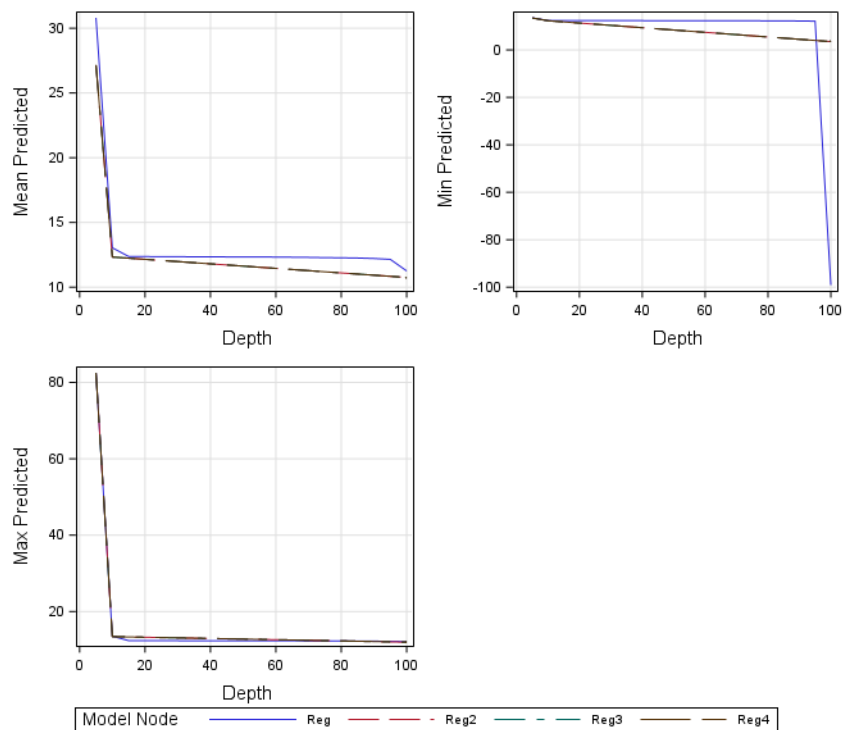 Mean Predicted
30
25
20
15
10
0 20 40 60 80 100
Depth
Min Predicted
0
-20
-40
-60
-80
-100
0 20 40 60 80 100
Depth
Max Predicted
80
60
40
20
0 20 40 60 80 100
Depth
Model Node Reg Reg2 Reg3 Reg4